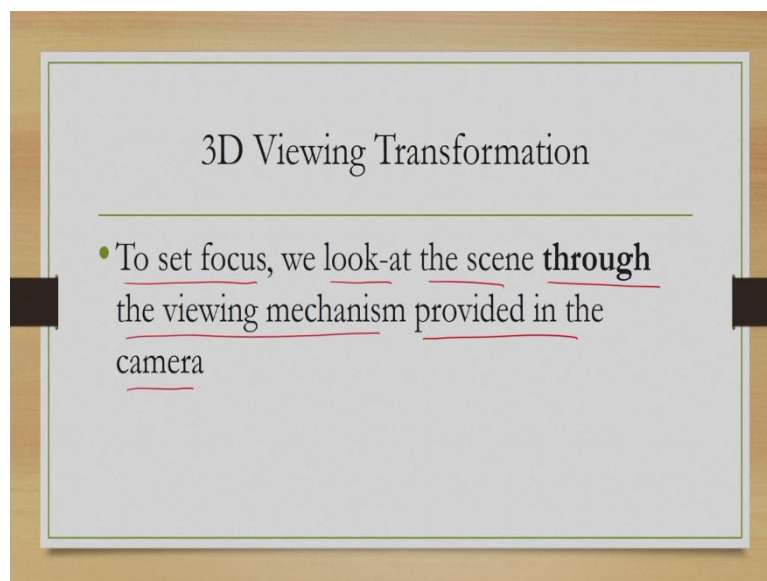 3D Viewing Transformation
• To set focus, we look-at the scene through
the viewing mechanism provided in the
camera